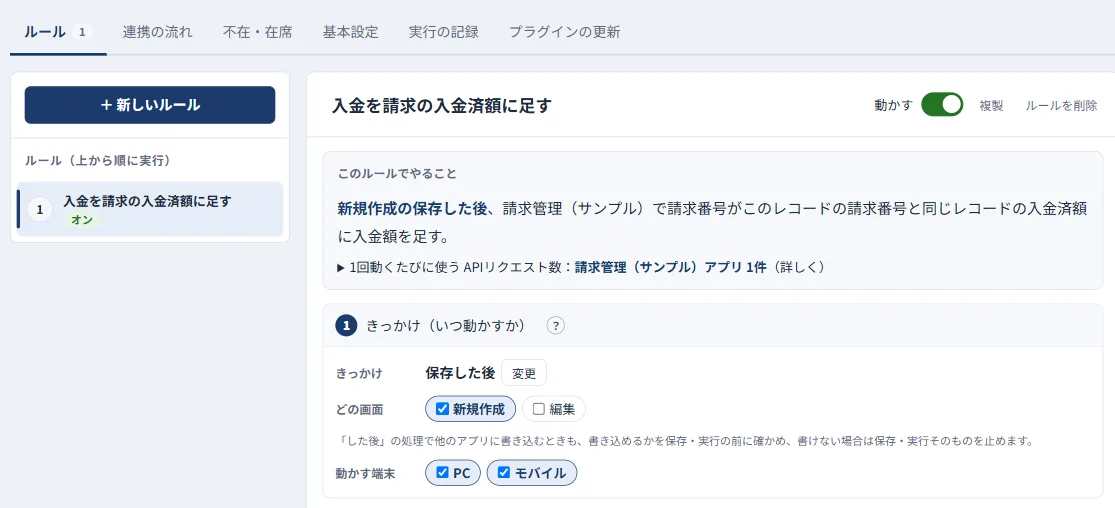 ルール 1 連携の流れ 不在・在席 基本設定 実行の記録 プラグインの更新
＋ 新しいルール
ルール（上から順に実行）
1 入金を請求の入金済額に足す
オン
入金を請求の入金済額に足す 動かす 複製 ルールを削除
このルールでやること
新規作成の保存した後、請求管理（サンプル）で請求番号がこのレコードの請求番号と同じレコードの入金済額
に入金額を足す。
▶ 1回動くたびに使う APIリクエスト数：請求管理（サンプル）アプリ 1件（詳しく）
1 きっかけ（いつ動かすか） ?
きっかけ 保存した後 変更
どの画面 新規作成 編集
「した後」の処理で他のアプリに書き込むときも、書き込めるかを保存・実行の前に確かめ、書けない場合は保存・実行そのものを止めます。
動かす端末 PC モバイル